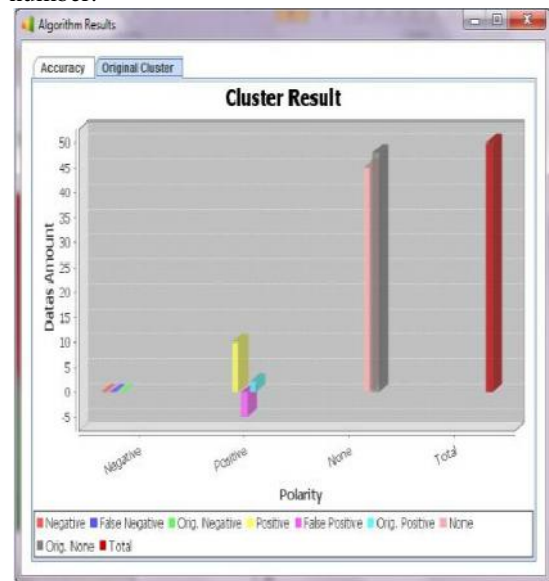 number.
Algorithm Results
Accuracy Original Cluster
Cluster Result
50
45
40
35
30
25
20
15
10
5
0
-5
Datas Amount
Negative Positive None Total
Polarity
Negative False Negative Orig. Negative Positive False Positive Orig. Postive None
Orig. None Total